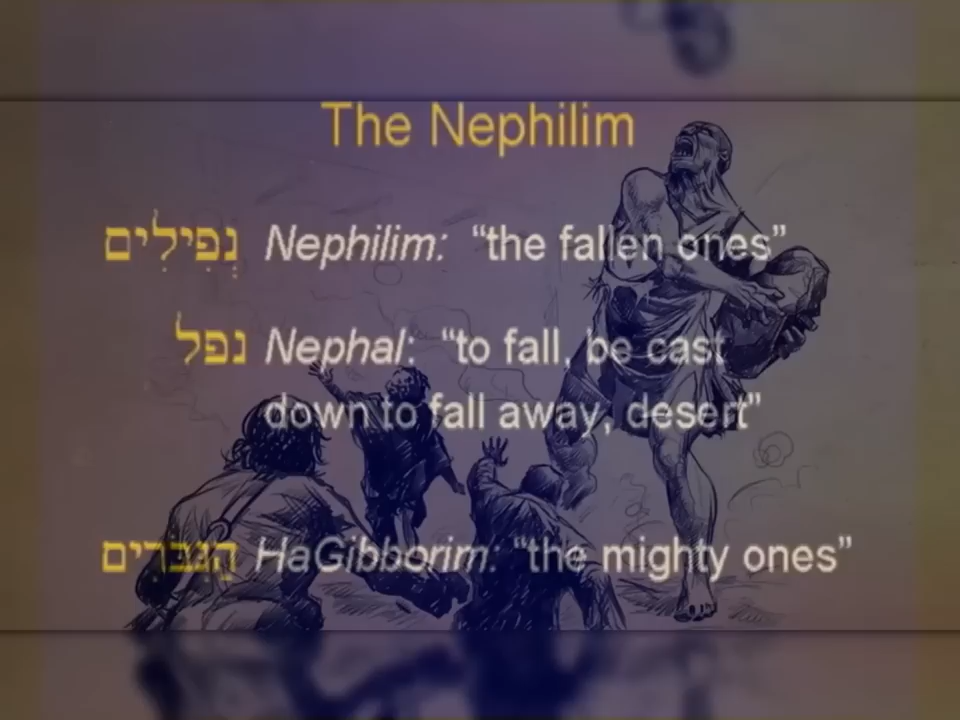 The Nephilim
נְפִילִים Nephilim: “the fallen ones”
נפל Nephal: “to fall, be cast
down to fall away, desert”
הַגִּבֹּרִים HaGibborim: “the mighty ones”